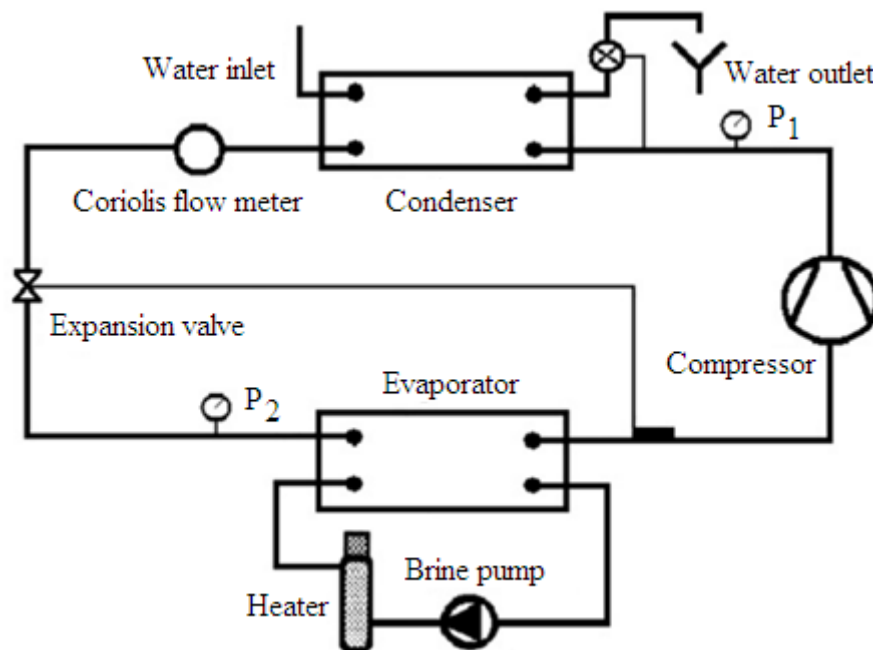 Water inlet
Water outlet
P1
Coriolis flow meter
Condenser
Expansion valve
Compressor
Evaporator
P2
Brine pump
Heater